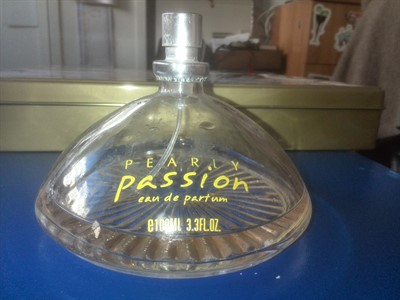 PEARLY
passion
eau de parfum
e100ML 3.3FL.OZ.